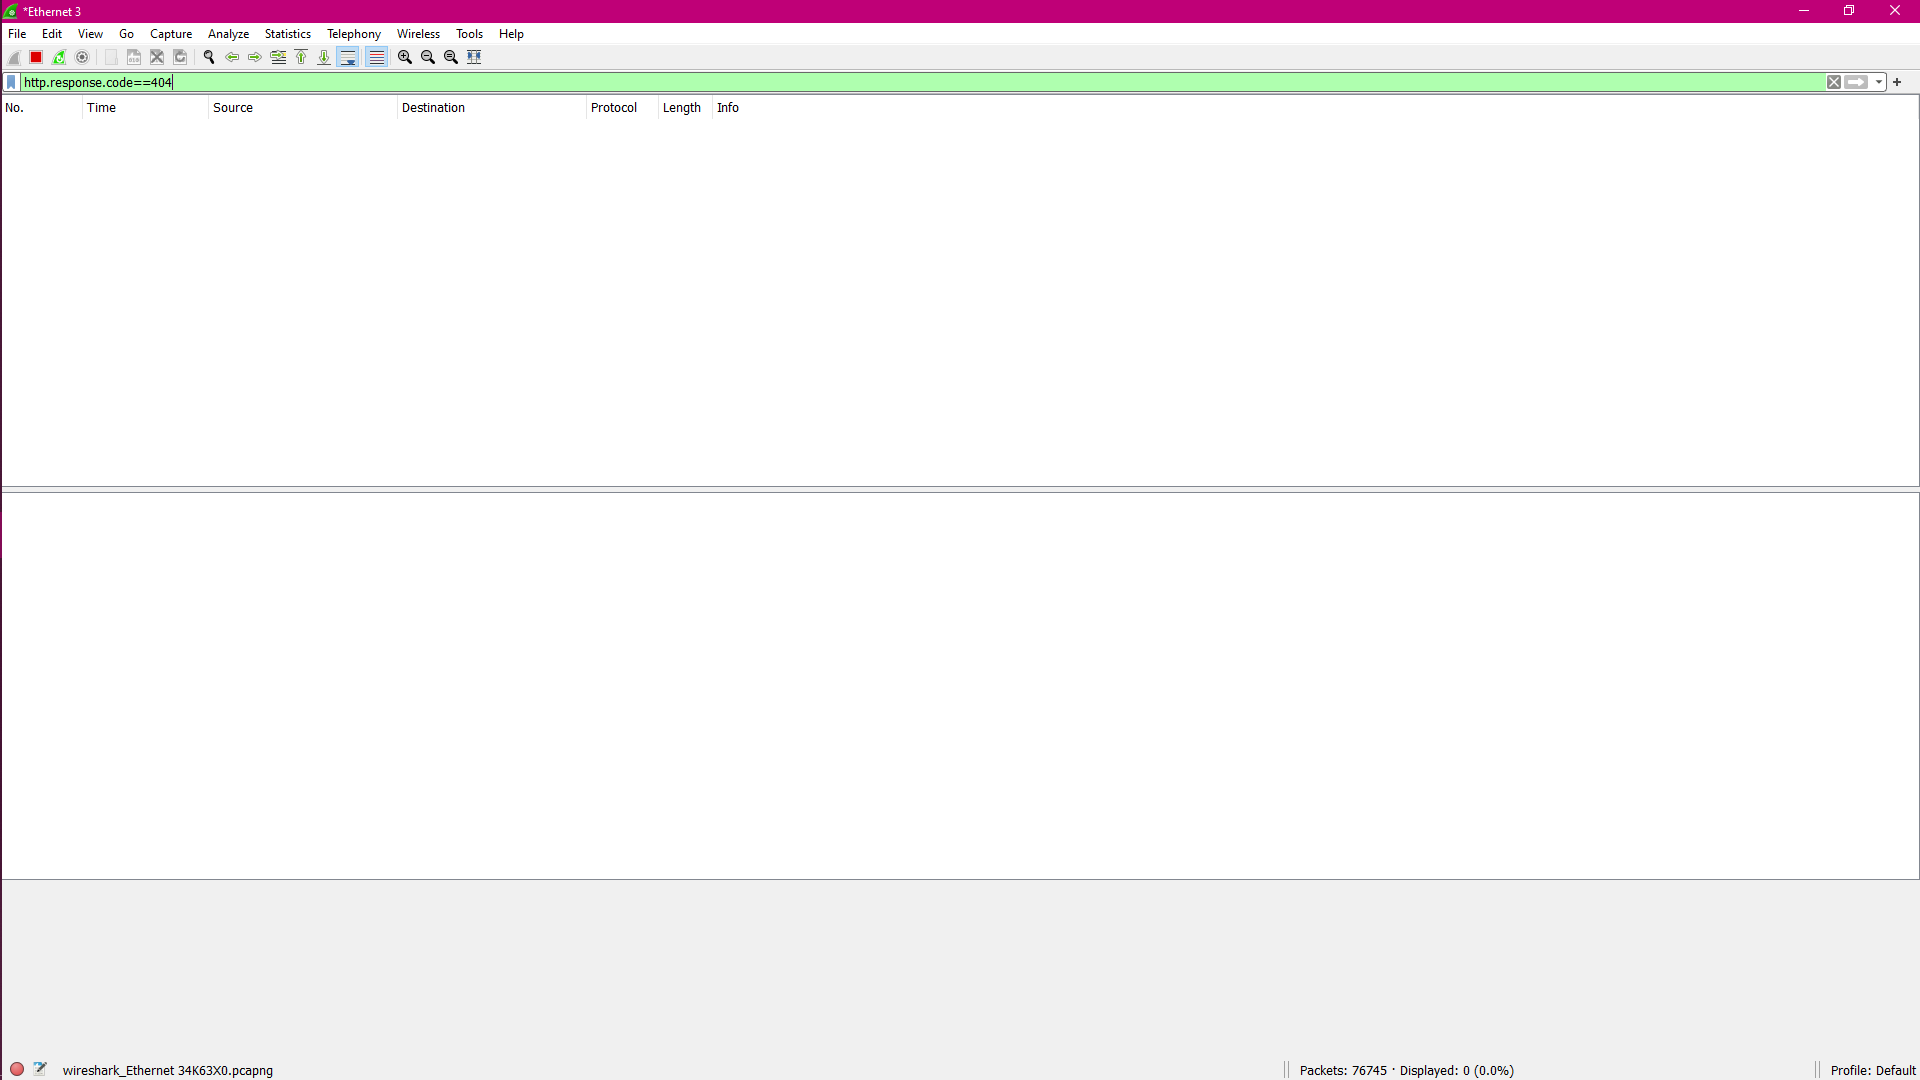 *Ethernet 3
File Edit View Go Capture Analyze Statistics Telephony Wireless Tools Help
http.response.code==404
No. Time Source Destination Protocol Length Info
wireshark_Ethernet 34K63X0.pcapng Packets: 76745 · Displayed: 0 (0.0%) Profile: Default